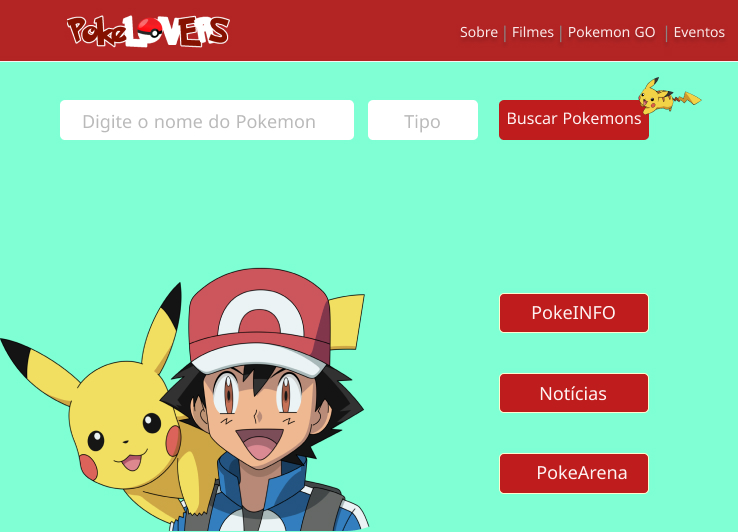 PokeLOVERS
Sobre | Filmes | Pokemon GO | Eventos
Digite o nome do Pokemon
Tipo
Buscar Pokemons
PokeINFO
Notícias
PokeArena